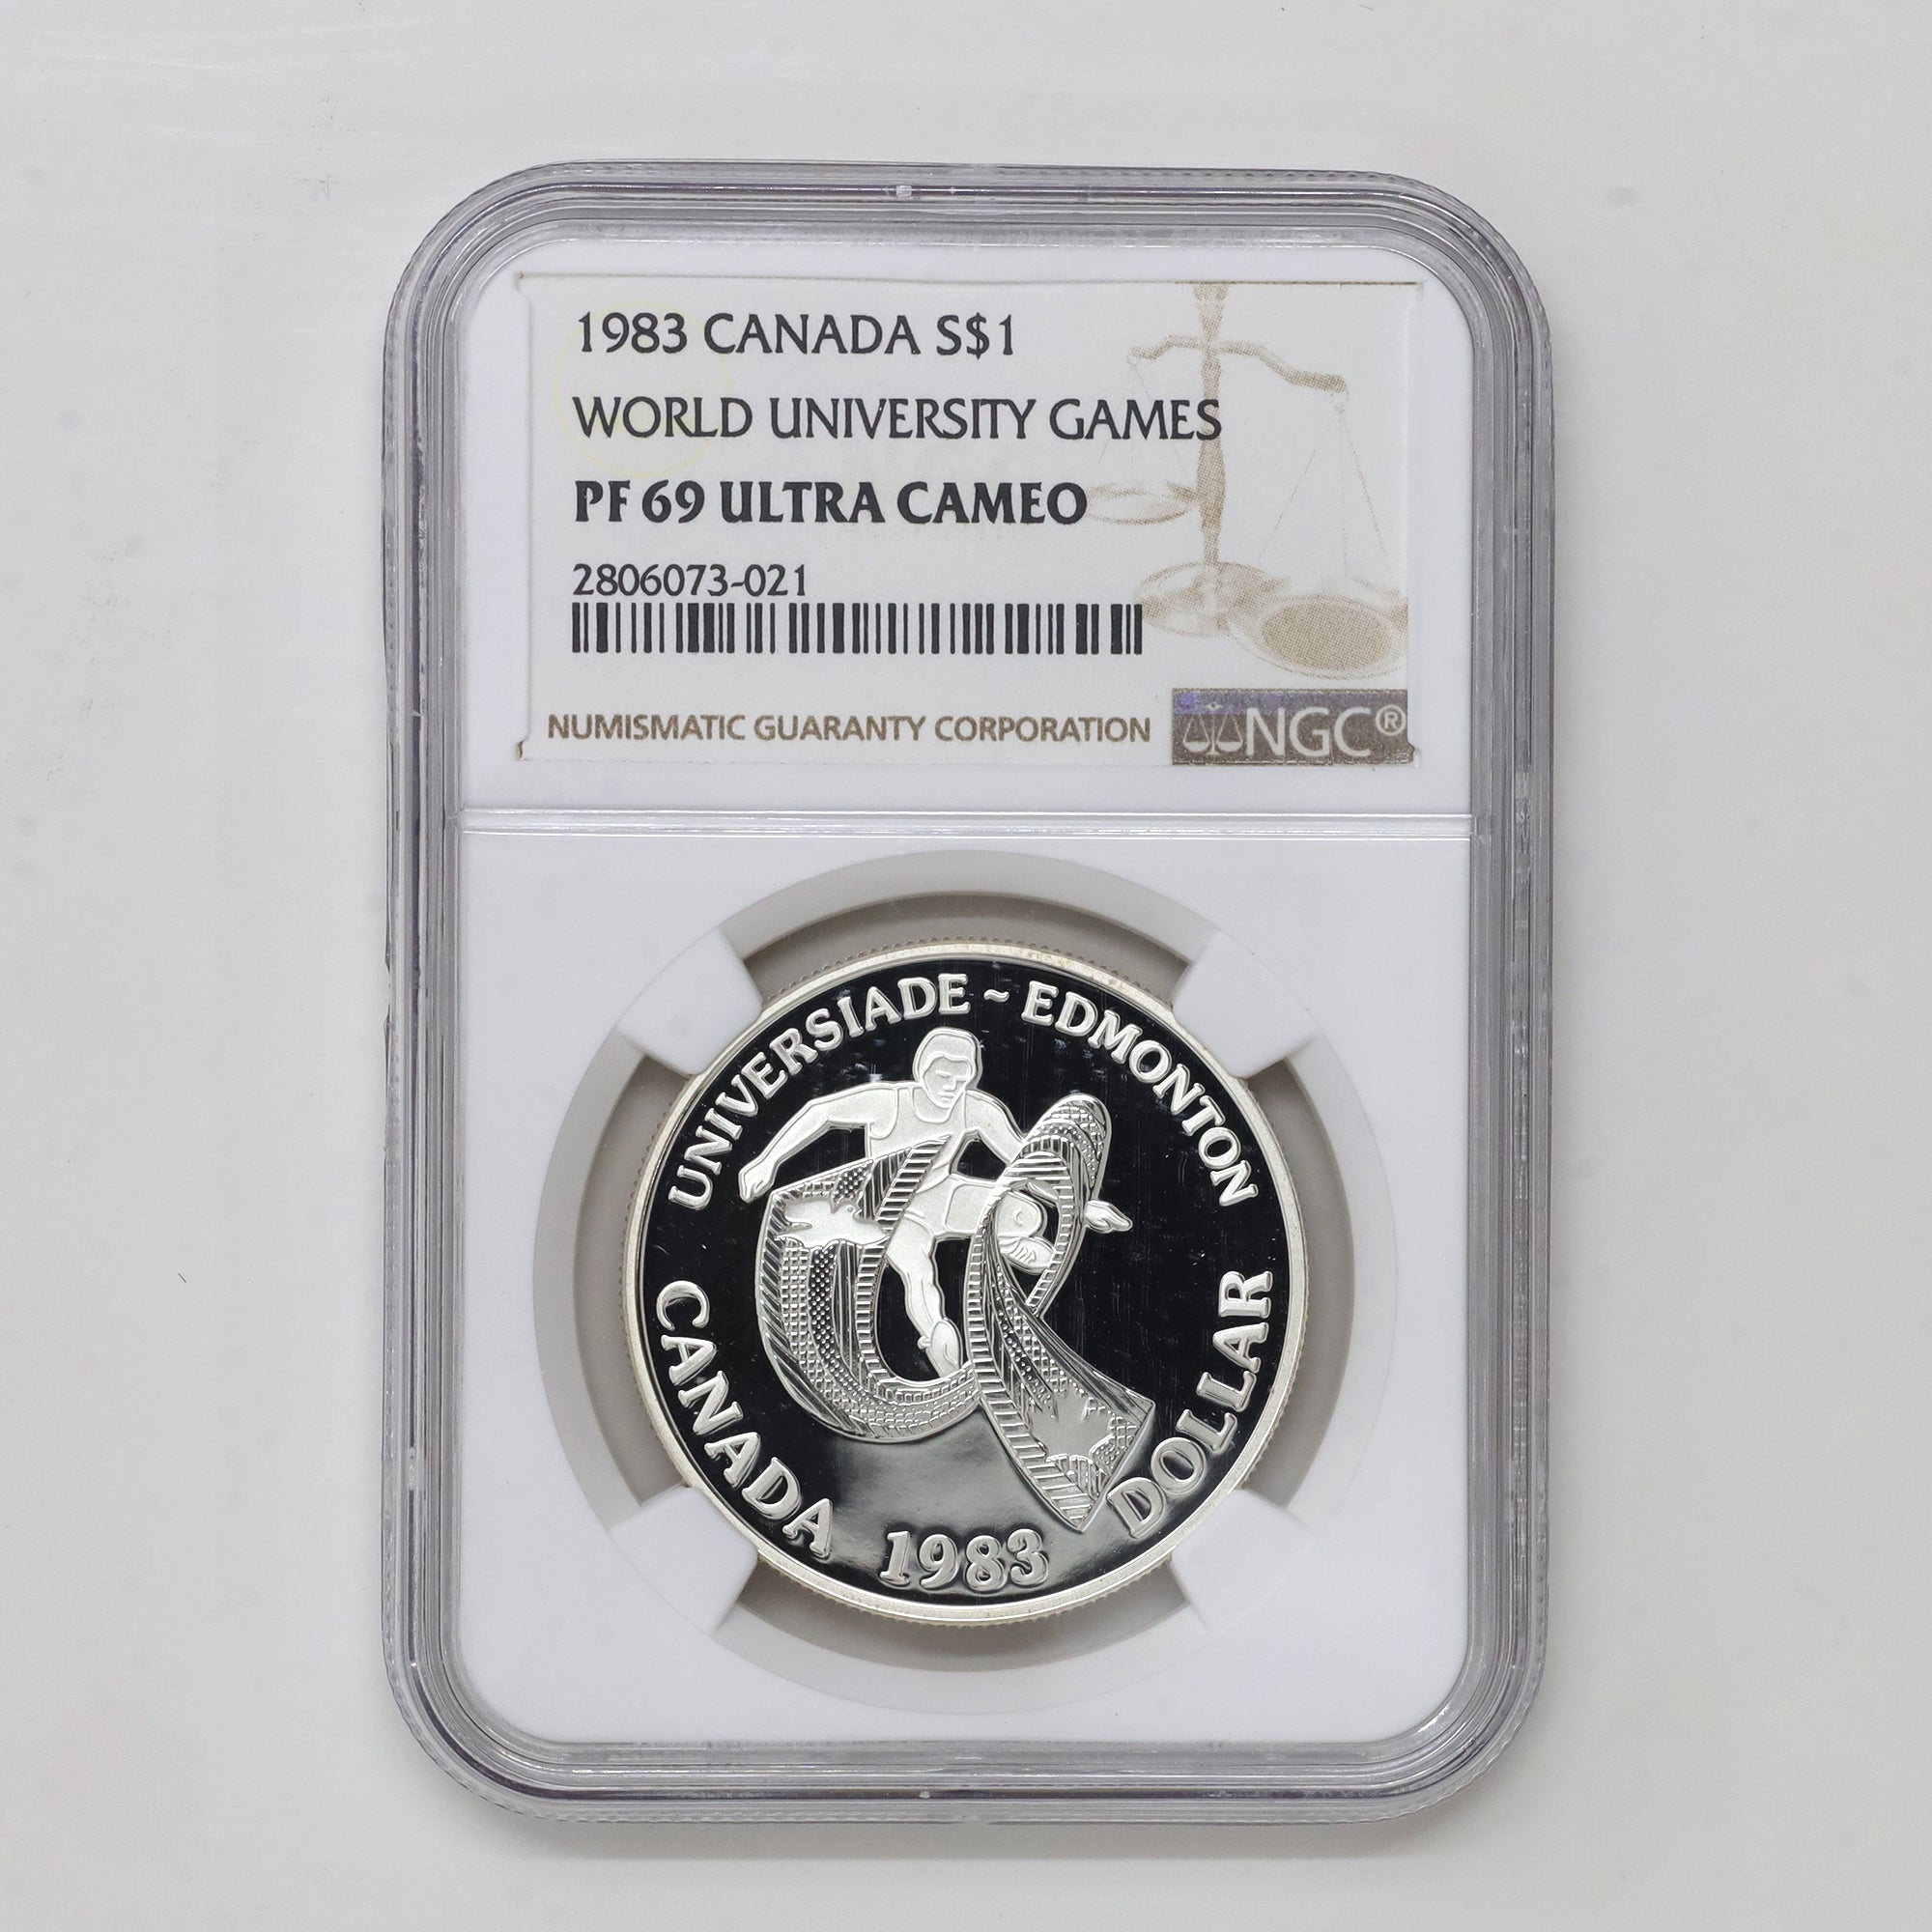 1983 CANADA S$1
WORLD UNIVERSITY GAMES
PF 69 ULTRA CAMEO
2806073-021
NUMISMATIC GUARANTY CORPORATION
NGC®
UNIVERSIADE ~ EDMONTON
CANADA 1983 DOLLAR